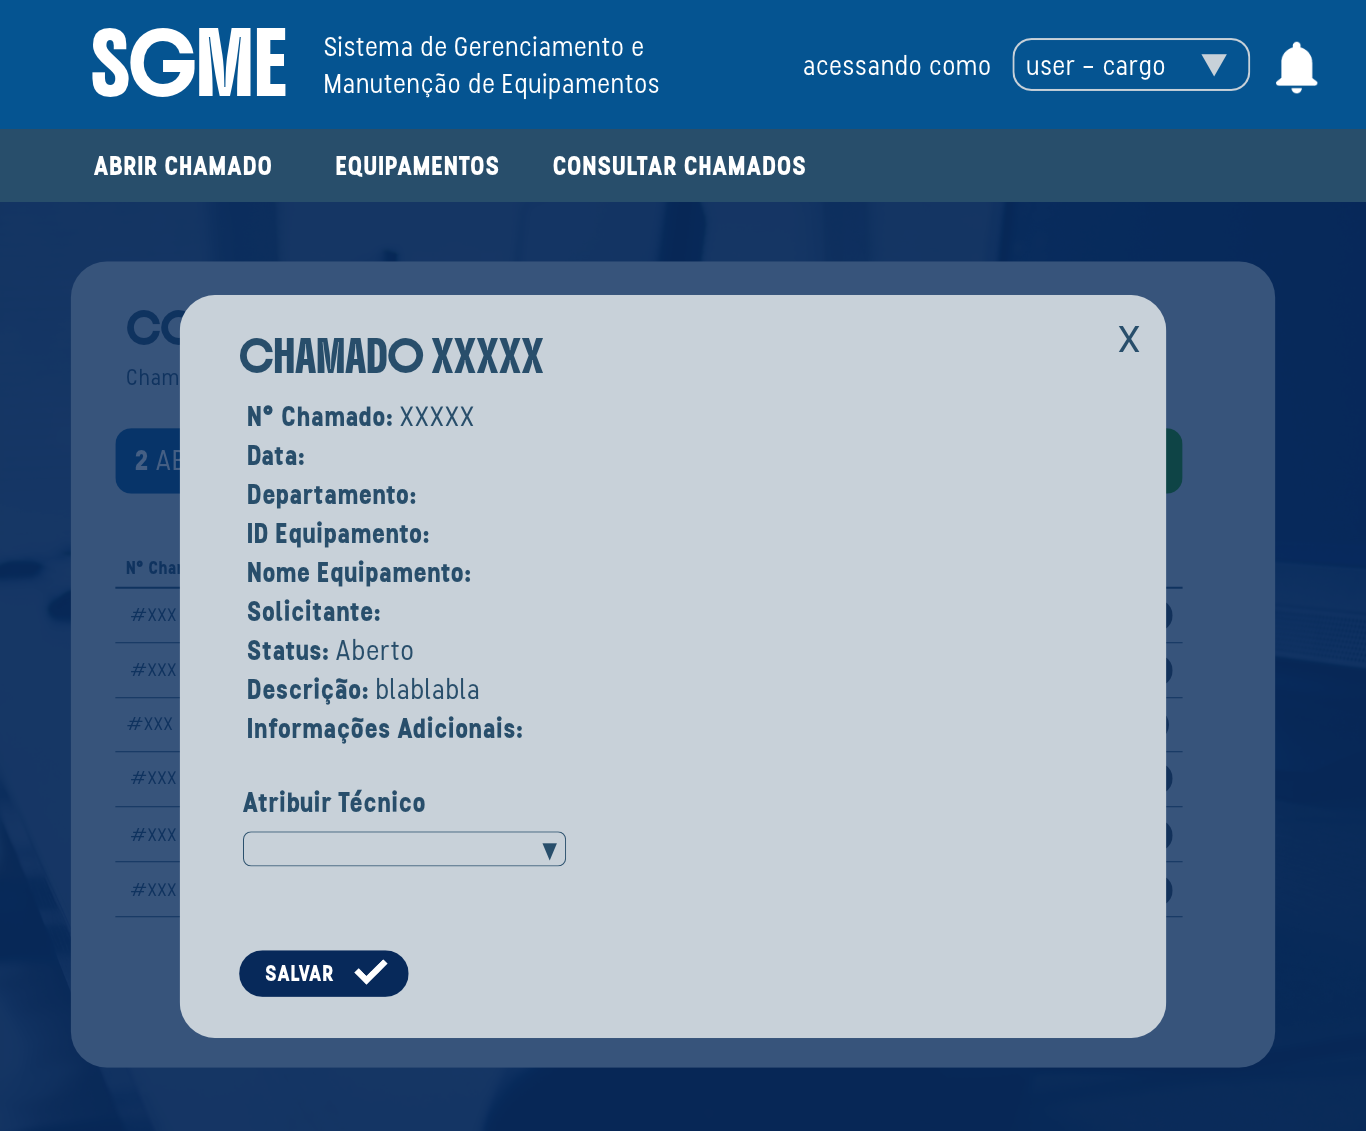 SGME
Sistema de Gerenciamento e
Manutenção de Equipamentos
acessando como
user - cargo
ABRIR CHAMADO
EQUIPAMENTOS
CONSULTAR CHAMADOS
X
CHAMADO XXXXX
N° Chamado: XXXXX
Data:
Departamento:
ID Equipamento:
Nome Equipamento:
Solicitante:
Status: Aberto
Descrição: blablabla
Informações Adicionais:
Atribuir Técnico
SALVAR
2
N°
#XXX
#XXX
#XXX
#XXX
#XXX
#XXX